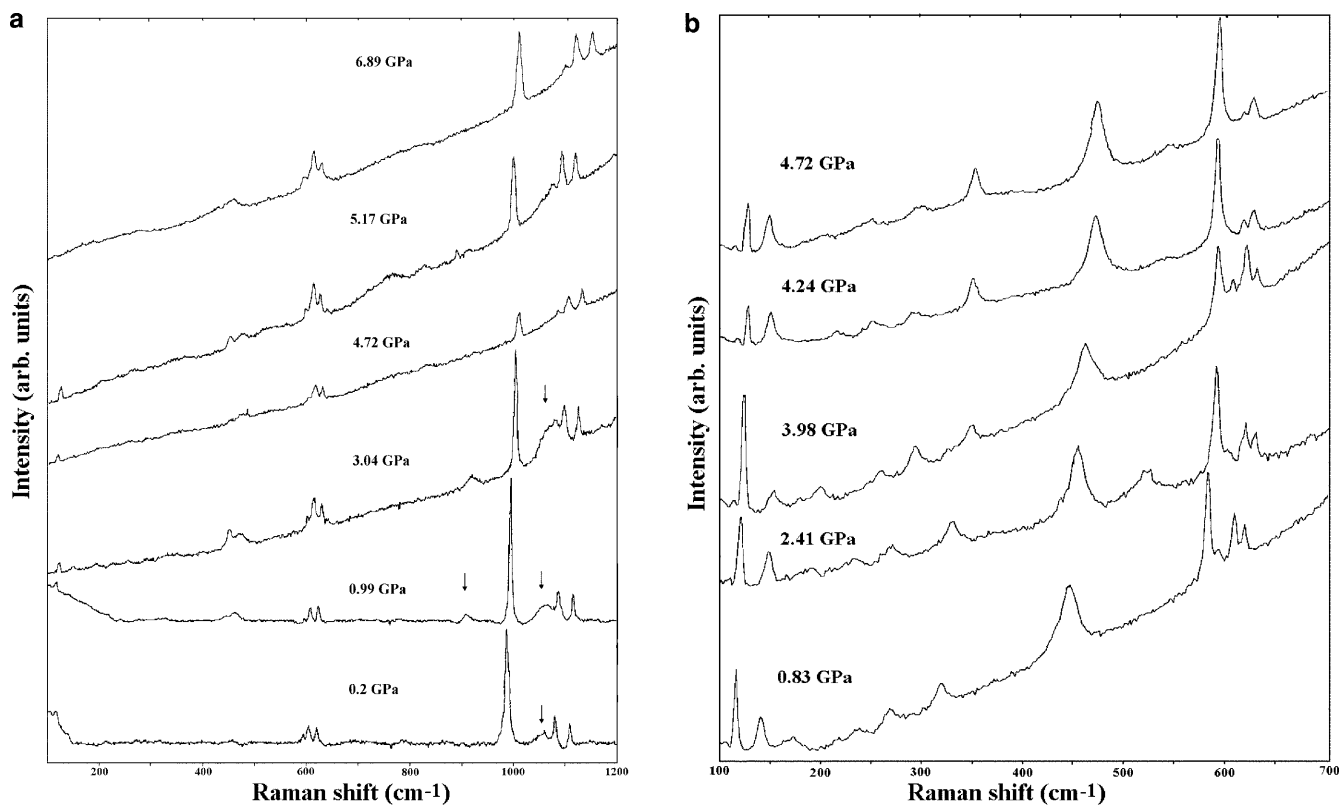 a
6.89 GPa
5.17 GPa
4.72 GPa
3.04 GPa
0.99 GPa
0.2 GPa
Intensity (arb. units)
200 400 600 800 1000 1200
Raman shift (cm-1)
b
4.72 GPa
4.24 GPa
3.98 GPa
2.41 GPa
0.83 GPa
Intensity (arb. units)
100 200 300 400 500 600 700
Raman shift (cm-1)